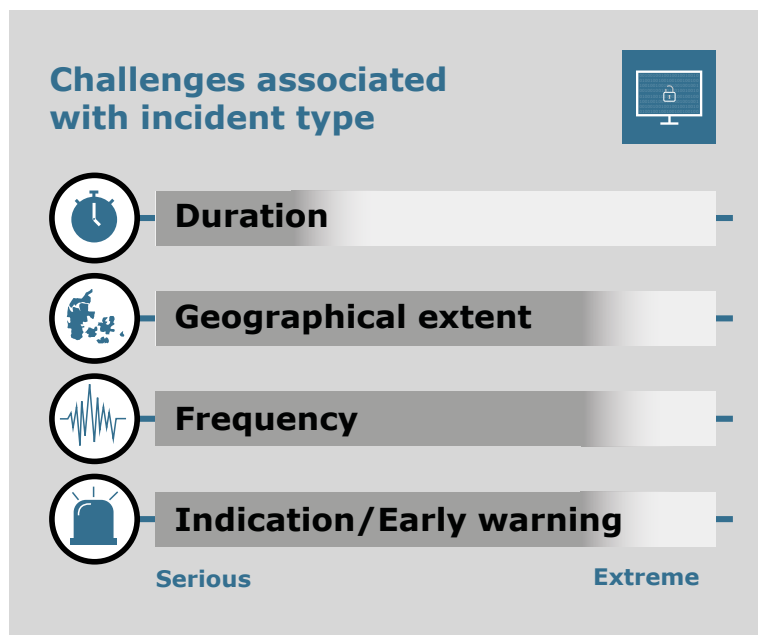 Challenges associated
with incident type
Duration
Geographical extent
Frequency
Indication/Early warning
Serious
Extreme